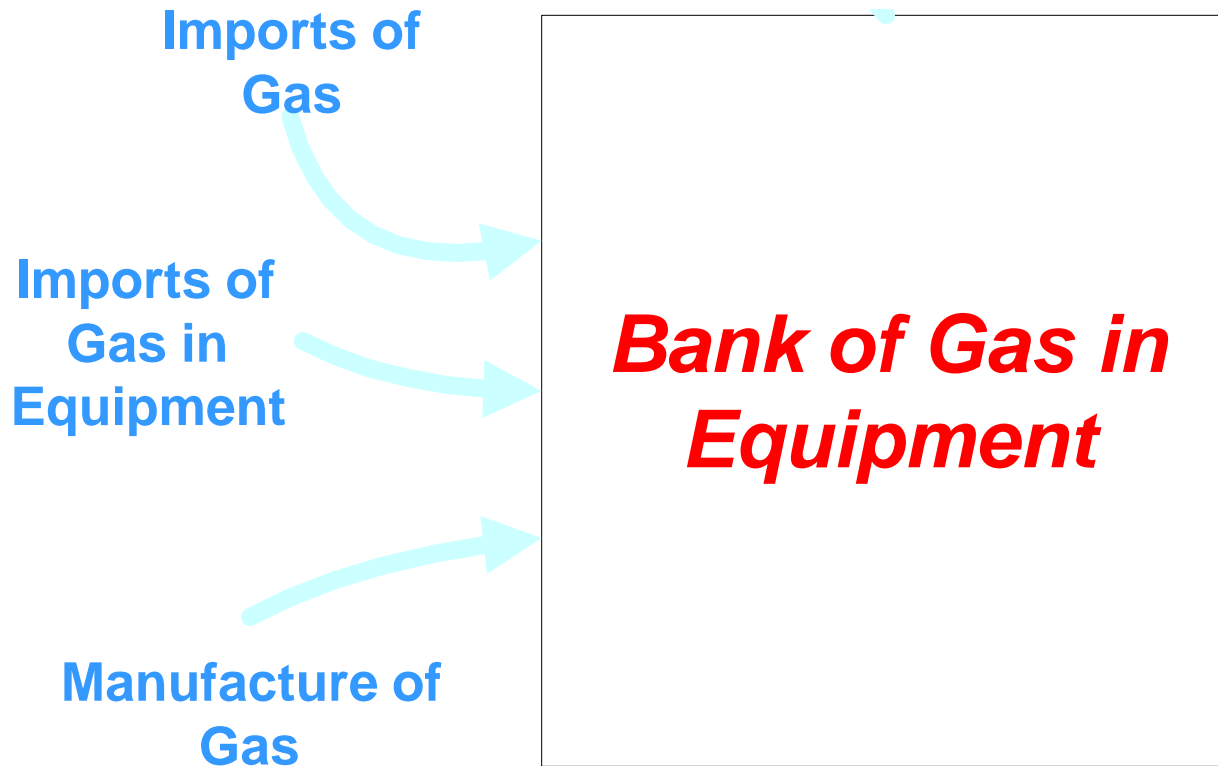 Imports of
Gas
Imports of
Gas in
Equipment
Bank of Gas in
Equipment
Manufacture of
Gas